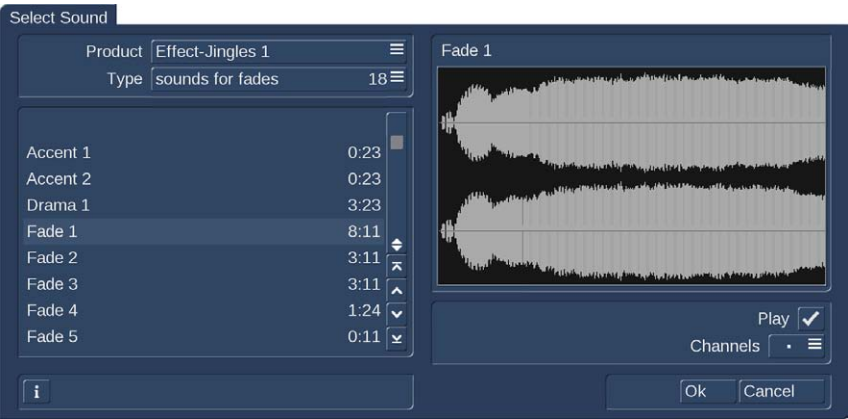 Select Sound
Product Effect-Jingles 1
Type sounds for fades 18
Accent 1 0:23
Accent 2 0:23
Drama 1 3:23
Fade 1 8:11
Fade 2 3:11
Fade 3 3:11
Fade 4 1:24
Fade 5 0:11
i
Fade 1
Play
Channels
Ok Cancel